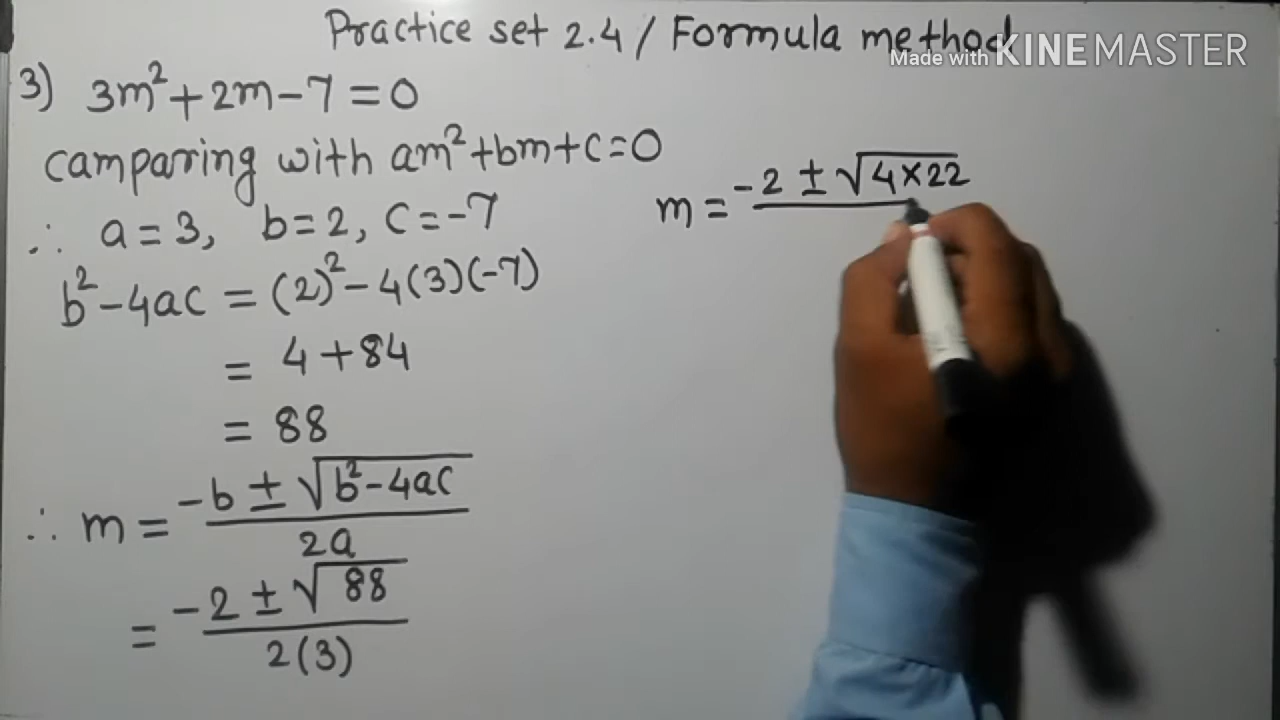 Practice set 2.4 / Formula method
Made with KINEMASTER
3) 3m²+2m-7=0
camparing with am²+bm+c=0
∴ a=3, b=2, c=-7
b²-4ac = (2)²-4(3)(-7)
= 4+84
= 88
∴ m = (-b ± √(b²-4ac)) / 2a
= (-2 ± √88) / 2(3)
m = -2 ± √(4×22)